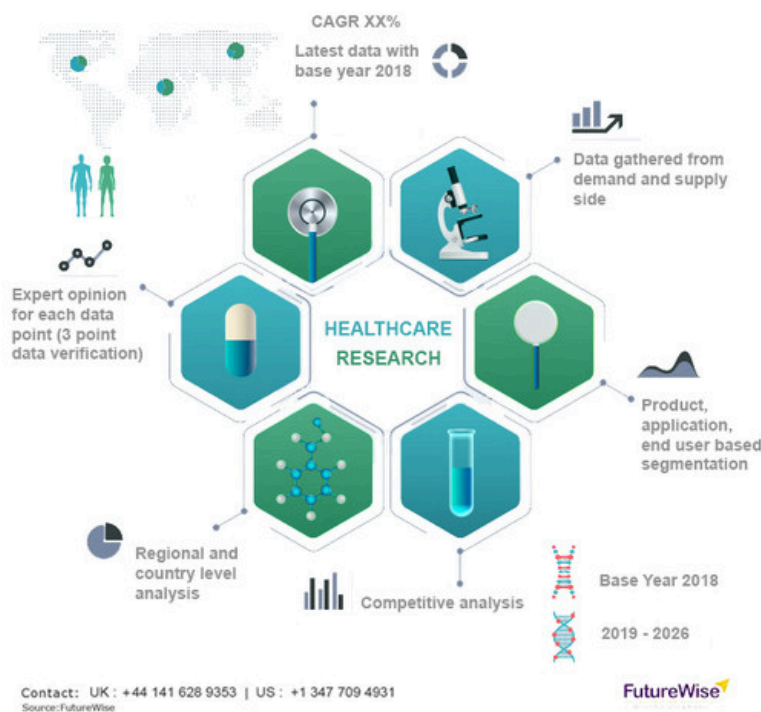 CAGR XX%
Latest data with
base year 2018
Data gathered from
demand and supply
side
Expert opinion
for each data
point (3 point
data verification)
HEALTHCARE
RESEARCH
Product,
application,
end user based
segmentation
Regional and
country level
analysis
Competitive analysis
Base Year 2018
2019 - 2026
Contact: UK : +44 141 628 9353 | US : +1 347 709 4931
Source:FutureWise
FutureWise